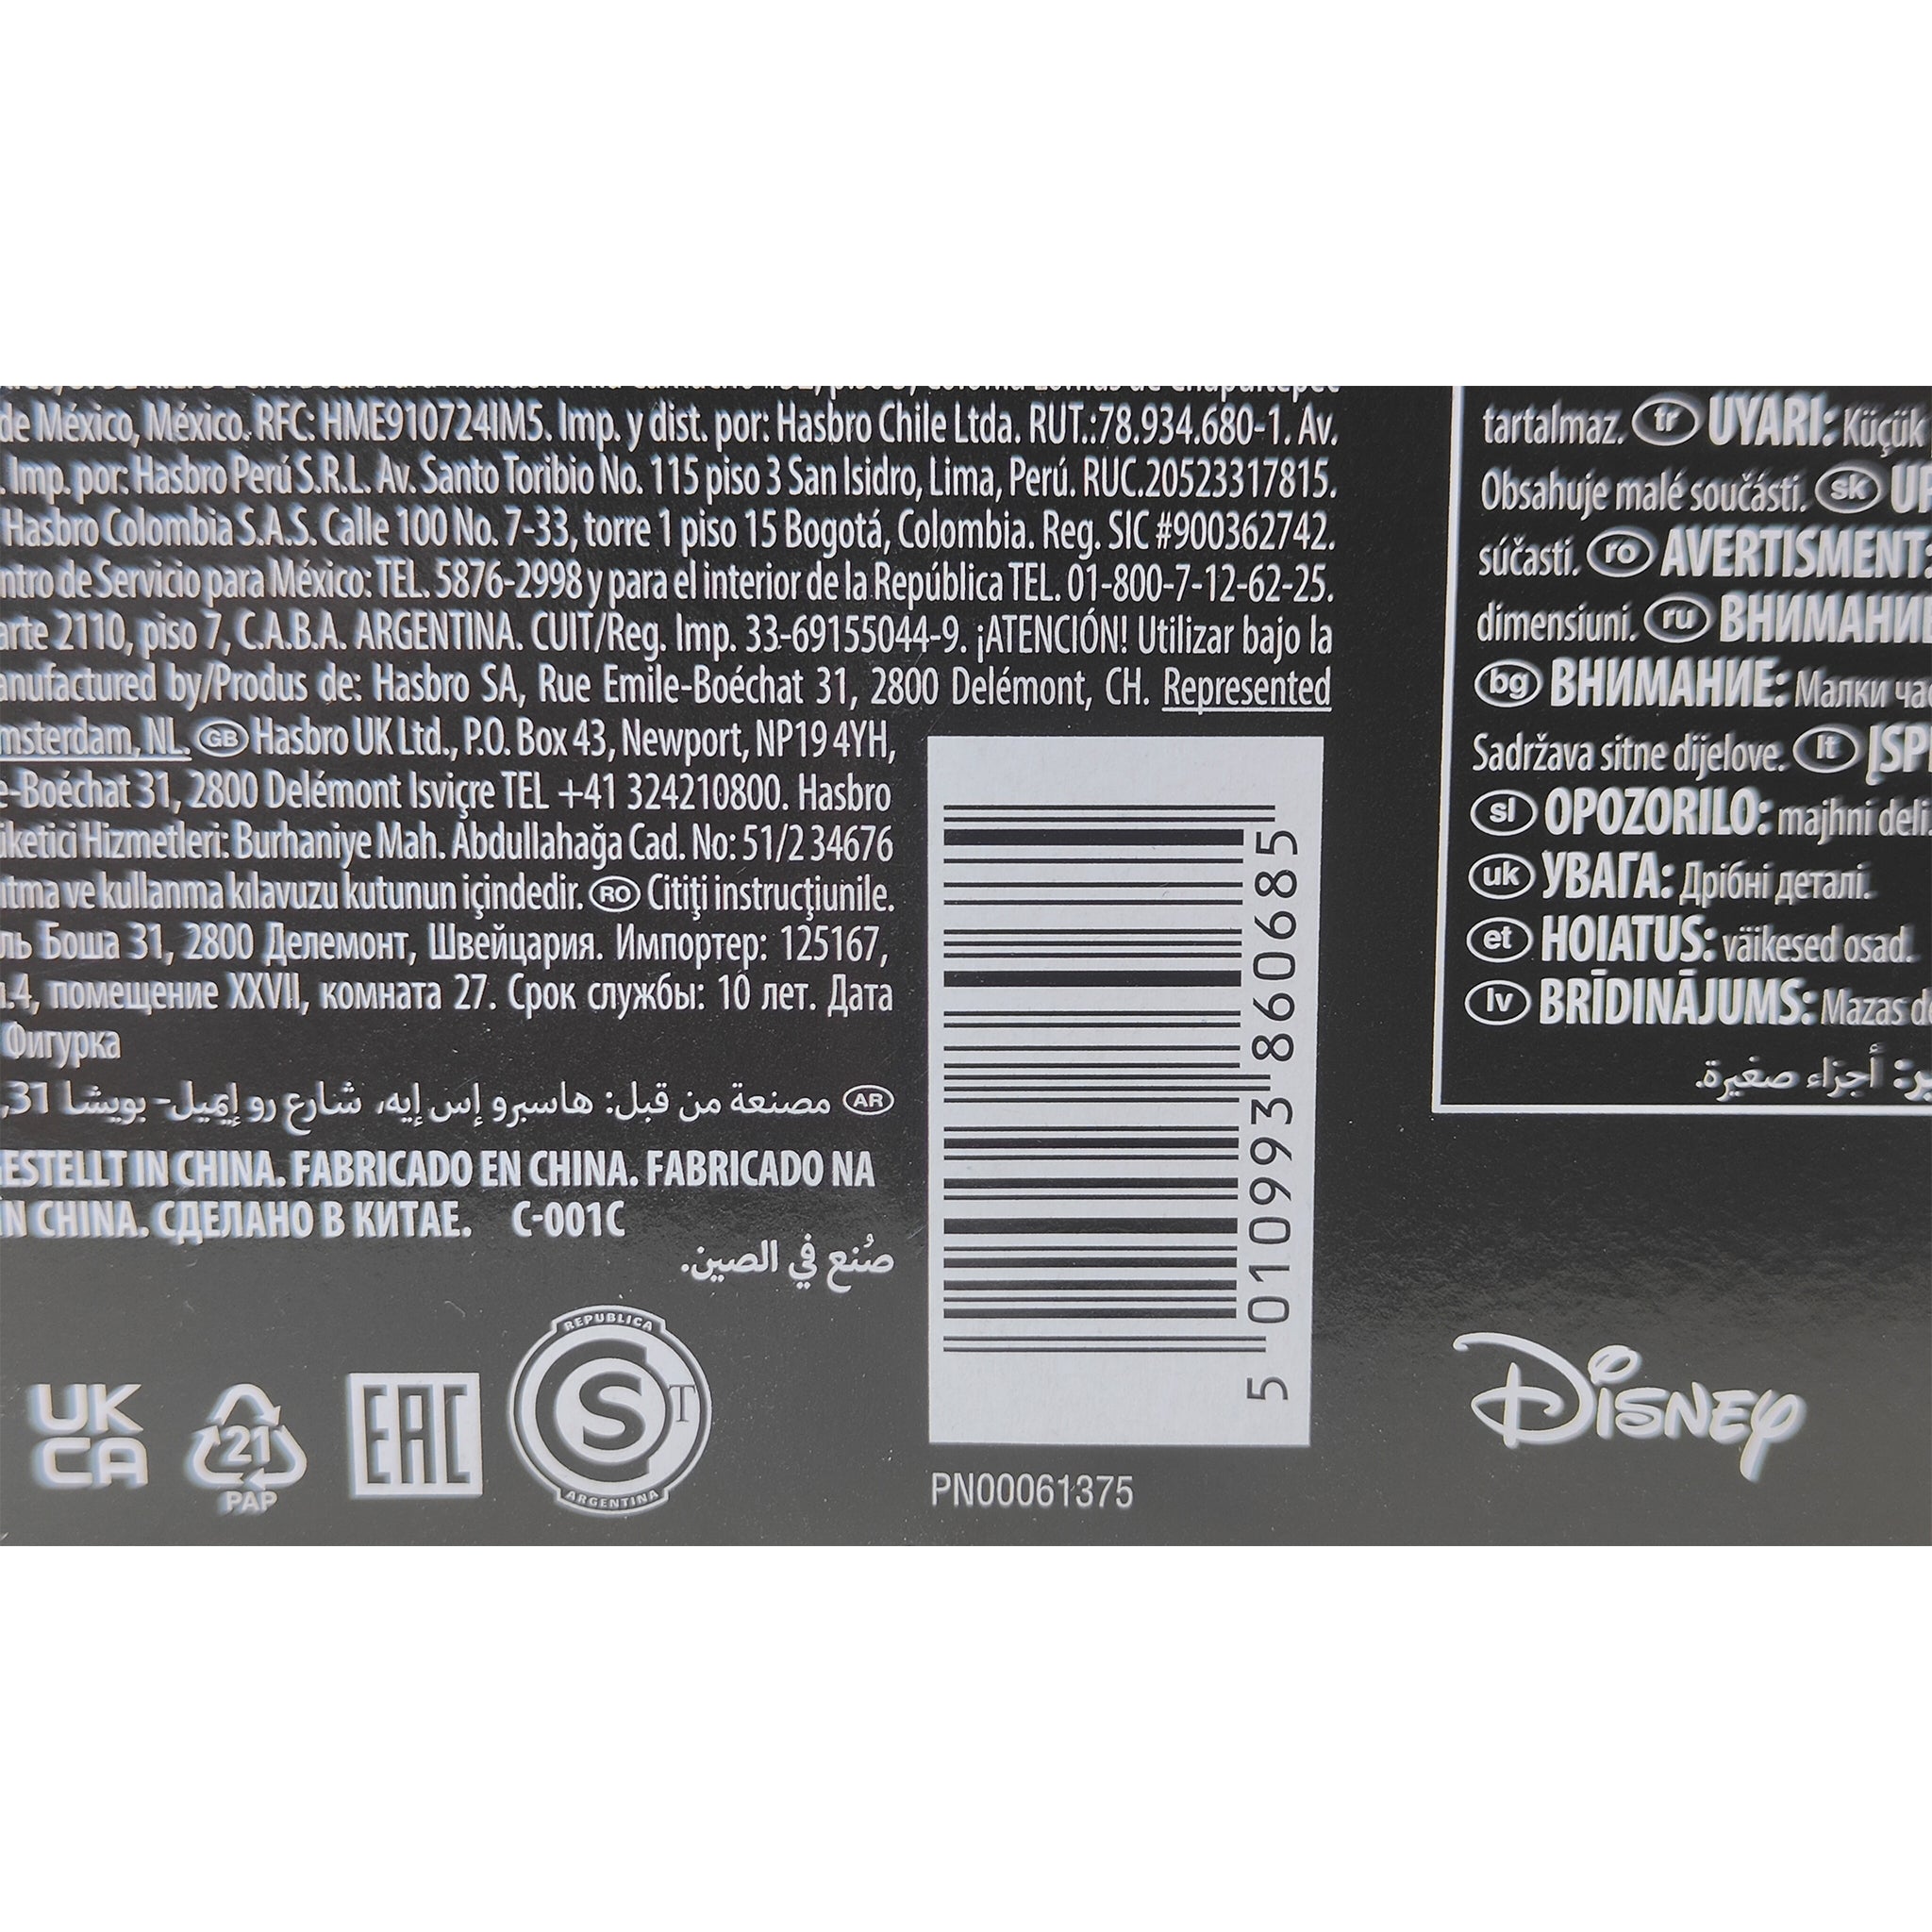 de México, México. RFC: HME910724IM5. Imp. y dist. por: Hasbro Chile Ltda. RUT.:78.934.680-1. Av.
. Imp. por: Hasbro Perú S.R.L. Av. Santo Toribio No. 115 piso 3 San Isidro, Lima, Perú. RUC.20523317815.
Hasbro Colombia S.A.S. Calle 100 No. 7-33, torre 1 piso 15 Bogotá, Colombia. Reg. SIC #900362742.
ntro de Servicio para México: TEL. 5876-2998 y para el interior de la República TEL. 01-800-7-12-62-25.
arte 2110, piso 7, C.A.B.A. ARGENTINA. CUIT/Reg. Imp. 33-69155044-9. ¡ATENCIÓN! Utilizar bajo la
anufactured by/Produs de: Hasbro SA, Rue Emile-Boéchat 31, 2800 Delémont, CH. Represented
msterdam, NL. GB Hasbro UK Ltd., P.O. Box 43, Newport, NP19 4YH,
e-Boéchat 31, 2800 Delémont Isviçre TEL +41 324210800. Hasbro
iketici Hizmetleri: Burhaniye Mah. Abdullahağa Cad. No: 51/2 34676
utma ve kullanma kılavuzu kutunun içindedir. RO Citiți instrucțiunile.
ль Боша 31, 2800 Делемонт, Швейцария. Импортер: 125167,
.4, помещение XXVII, комната 27. Срок службы: 10 лет. Дата
Фигурка
AR مصنعة من قبل: هاسبرو إس إيه، شارع رو إيميل- بويشا 31,
ESTELLT IN CHINA. FABRICADO EN CHINA. FABRICADO NA
IN CHINA. СДЕЛАНО В КИТАЕ. C-001C
صُنع في الصين.
UK
CA
21
PAP
EAC
REPUBLICA
S T
ARGENTINA
5 010993 860685
PN00061375
tartalmaz. tr UYARI: Küçük
Obsahuje malé součásti. sk UP
súčasti. ro AVERTISMENT:
dimensiuni. ru ВНИМАНИ
bg ВНИМАНИЕ: Малки ча
Sadržava sitne dijelove. lt ĮSPĖ
sl OPOZORILO: majhni deli.
uk УВАГА: Дрібні деталі.
et HOIATUS: väikesed osad.
lv BRĪDINĀJUMS: Mazas d
ير: أجزاء صغيرة.
Disney